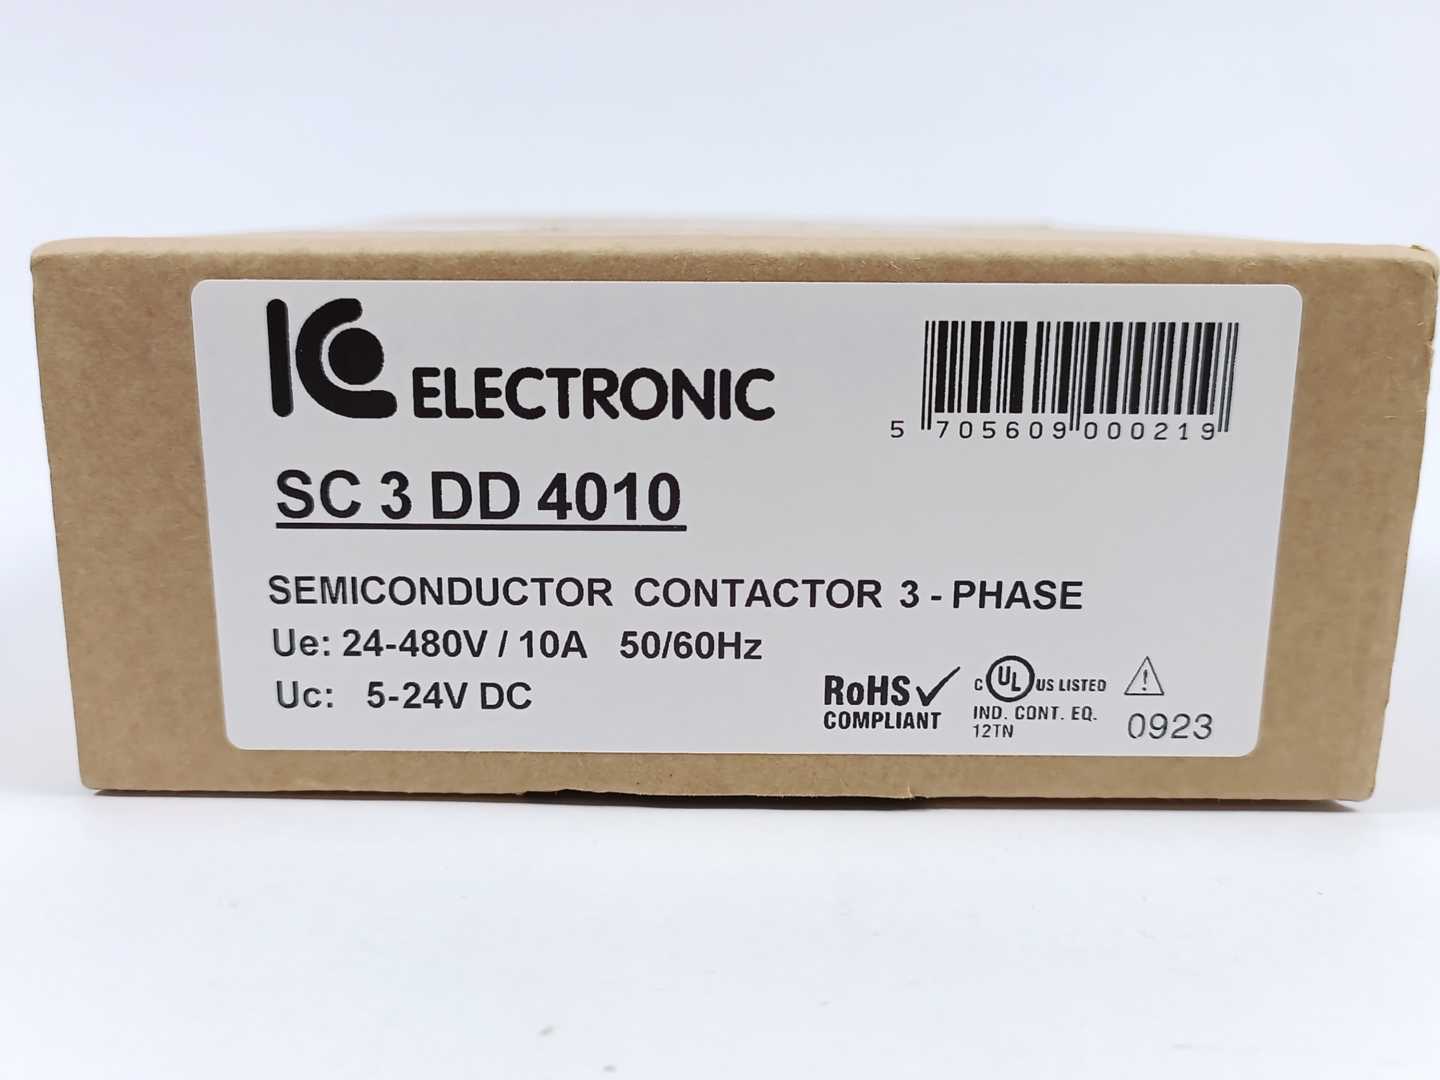 IC ELECTRONIC
5 705609 000219
SC 3 DD 4010
SEMICONDUCTOR CONTACTOR 3 - PHASE
Ue: 24-480V / 10A 50/60Hz
Uc: 5-24V DC
RoHS
COMPLIANT
C UL US LISTED
IND. CONT. EQ.
12TN
0923